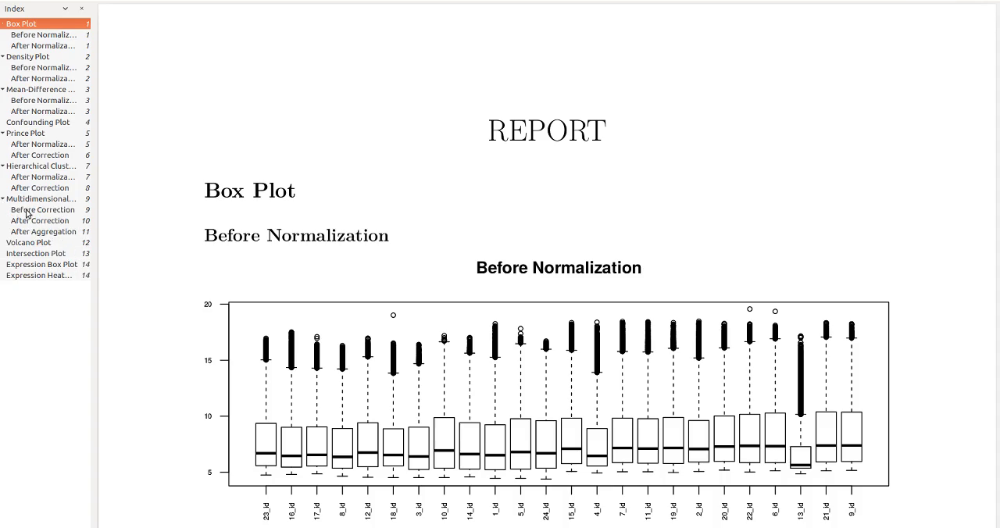 Index
Box Plot 1
Before Normaliz... 1
After Normaliza... 1
Density Plot 2
Before Normaliz... 2
After Normaliza... 2
Mean-Difference ... 3
Before Normaliz... 3
After Normaliza... 3
Confounding Plot 4
Prince Plot 5
After Normaliza... 5
After Correction 6
Hierarchical Clust... 7
After Normaliza... 7
After Correction 8
Multidimensional... 9
Before Correction 9
After Correction 10
After Aggregation 11
Volcano Plot 12
Intersection Plot 13
Expression Box Plot 14
Expression Heat... 14
REPORT
Box Plot
Before Normalization
Before Normalization
20
15
10
5
23_id 16_id 17_id 8_id 12_id 18_id 3_id 10_id 14_id 1_id 5_id 24_id 15_id 4_id 7_id 11_id 19_id 2_id 20_id 22_id 6_id 13_id 21_id 9_id